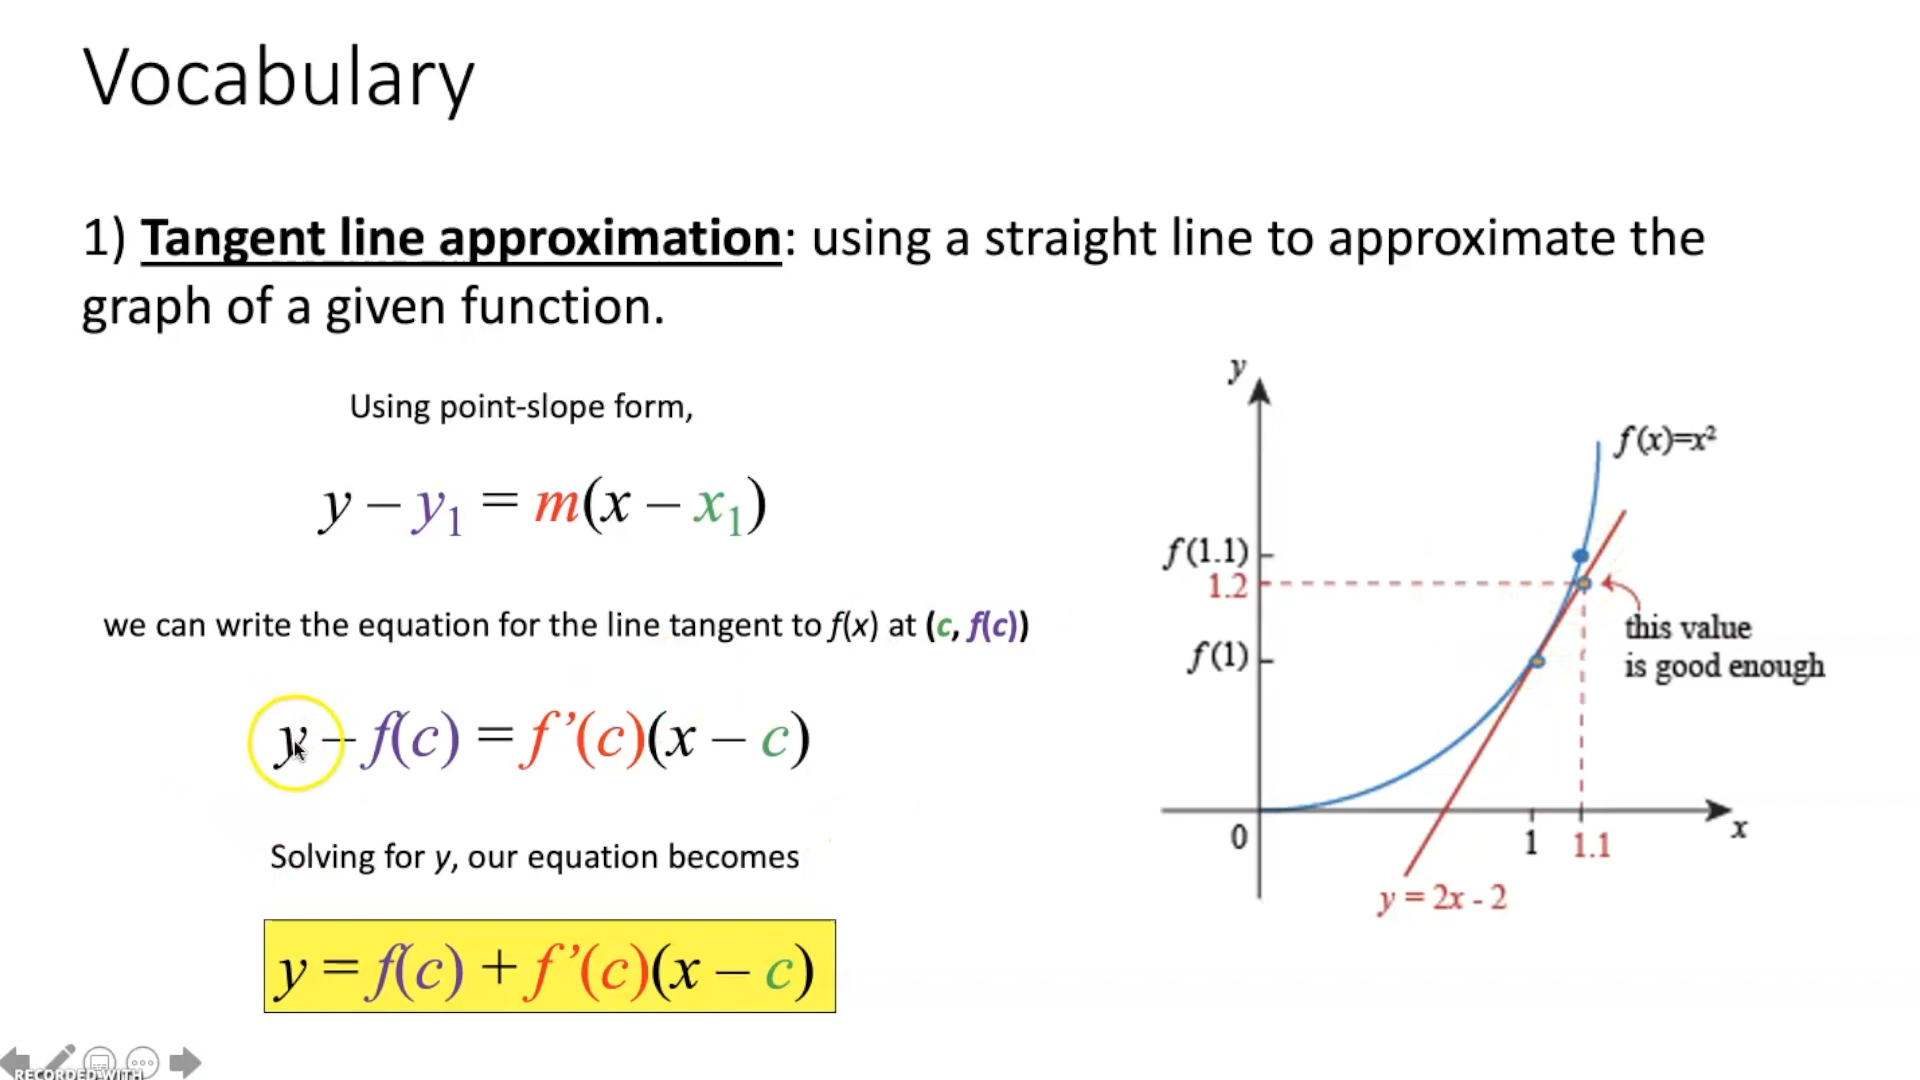 Vocabulary
1) Tangent line approximation: using a straight line to approximate the
graph of a given function.
Using point-slope form,
y – y₁ = m(x – x₁)
we can write the equation for the line tangent to f(x) at (c, f(c))
y – f(c) = f ’(c)(x – c)
Solving for y, our equation becomes
y = f(c) + f ’(c)(x – c)
y
f(x)=x²
f(1.1)
1.2
this value
is good enough
f(1)
0
1
1.1
x
y = 2x - 2
RECORDED WITH